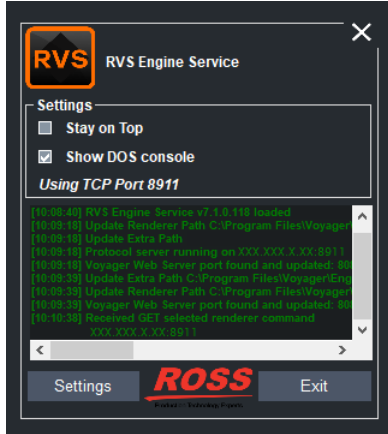 RVS
RVS Engine Service
Settings
Stay on Top
Show DOS console
Using TCP Port 8911
[10:08:40] RVS Engine Service v7.1.0.118 loaded
[10:09:18] Update Renderer Path C:\Program Files\Voyager\
[10:09:18] Update Extra Path
[10:09:18] Protocol server running on XXX.XXX.X.XX:8911
[10:09:18] Voyager Web Server port found and updated: 80
[10:09:39] Update Extra Path C:\Program Files\Voyager\Eng
[10:09:39] Update Renderer Path C:\Program Files\Voyager\
[10:09:39] Voyager Web Server port found and updated: 80
[10:10:38] Received GET selected renderer command
XXX.XXX.X.XX:8911
Settings
ROSS
Exit